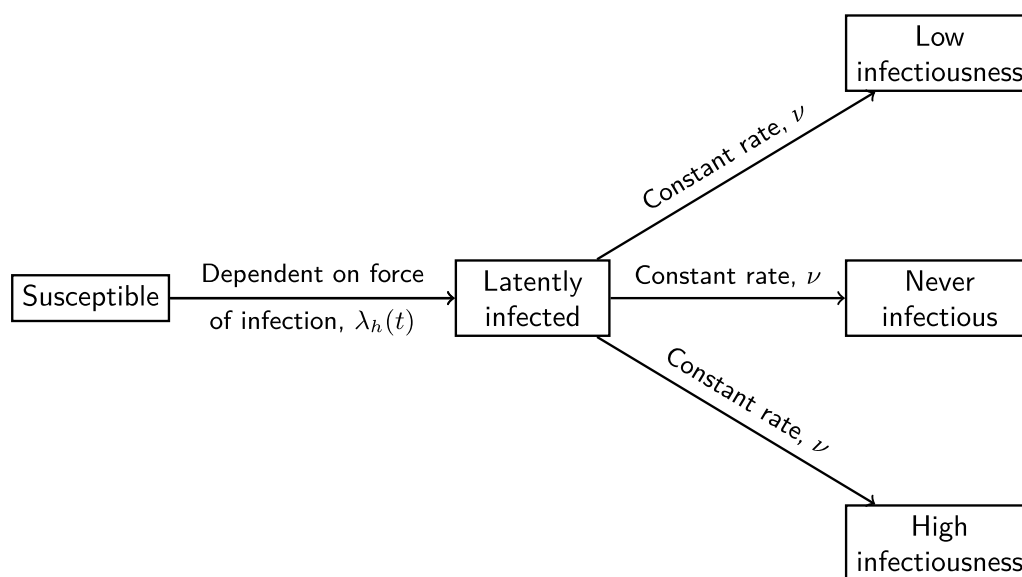 Low
infectiousness
Constant rate, ν
Dependent on force
of infection, λ_h(t)
Susceptible
Latently
infected
Constant rate, ν
Never
infectious
Constant rate, ν
High
infectiousness